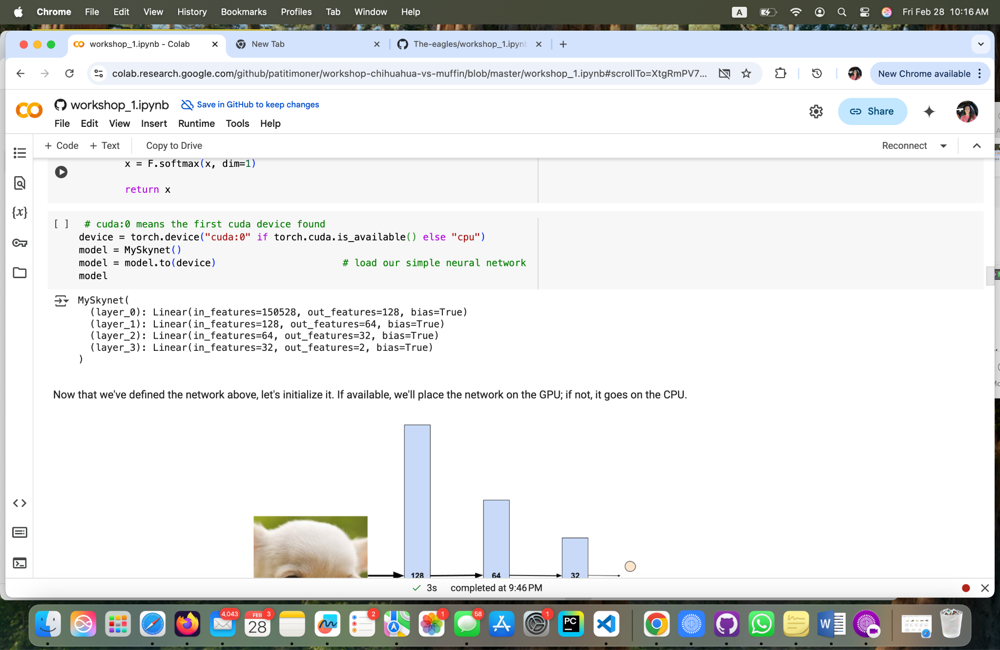 Chrome File Edit View History Bookmarks Profiles Tab Window Help A Fri Feb 28 10:16 AM
workshop_1.ipynb - Colab New Tab The-eagles/workshop_1.ipynb
colab.research.google.com/github/patitimoner/workshop-chihuahua-vs-muffin/blob/master/workshop_1.ipynb#scrollTo=XtgRmPV7... New Chrome available
workshop_1.ipynb Save in GitHub to keep changes
Share
File Edit View Insert Runtime Tools Help
+ Code + Text Copy to Drive Reconnect
x = F.softmax(x, dim=1)
return x
[ ] # cuda:0 means the first cuda device found
device = torch.device("cuda:0" if torch.cuda.is_available() else "cpu")
model = MySkynet()
model = model.to(device) # load our simple neural network
model
MySkynet(
(layer_0): Linear(in_features=150528, out_features=128, bias=True)
(layer_1): Linear(in_features=128, out_features=64, bias=True)
(layer_2): Linear(in_features=64, out_features=32, bias=True)
(layer_3): Linear(in_features=32, out_features=2, bias=True)
)
Now that we've defined the network above, let's initialize it. If available, we'll place the network on the GPU; if not, it goes on the CPU.
128 64 32
3s completed at 9:46 PM
4,043 FEB 3 2 1 58 1
28 PC W